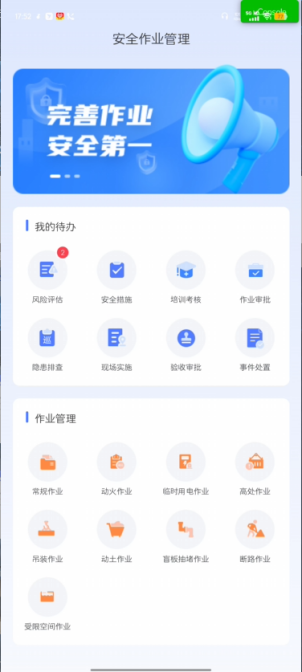 11:51
Console
安全作业管理
完善作业
安全第一
我的待办
2
风险评估
安全措施
培训考核
作业审批
隐患排查
现场实施
验收审批
事件处置
作业管理
常规作业
动火作业
临时用电作业
高处作业
吊装作业
动土作业
盲板抽堵作业
断路作业
受限空间作业